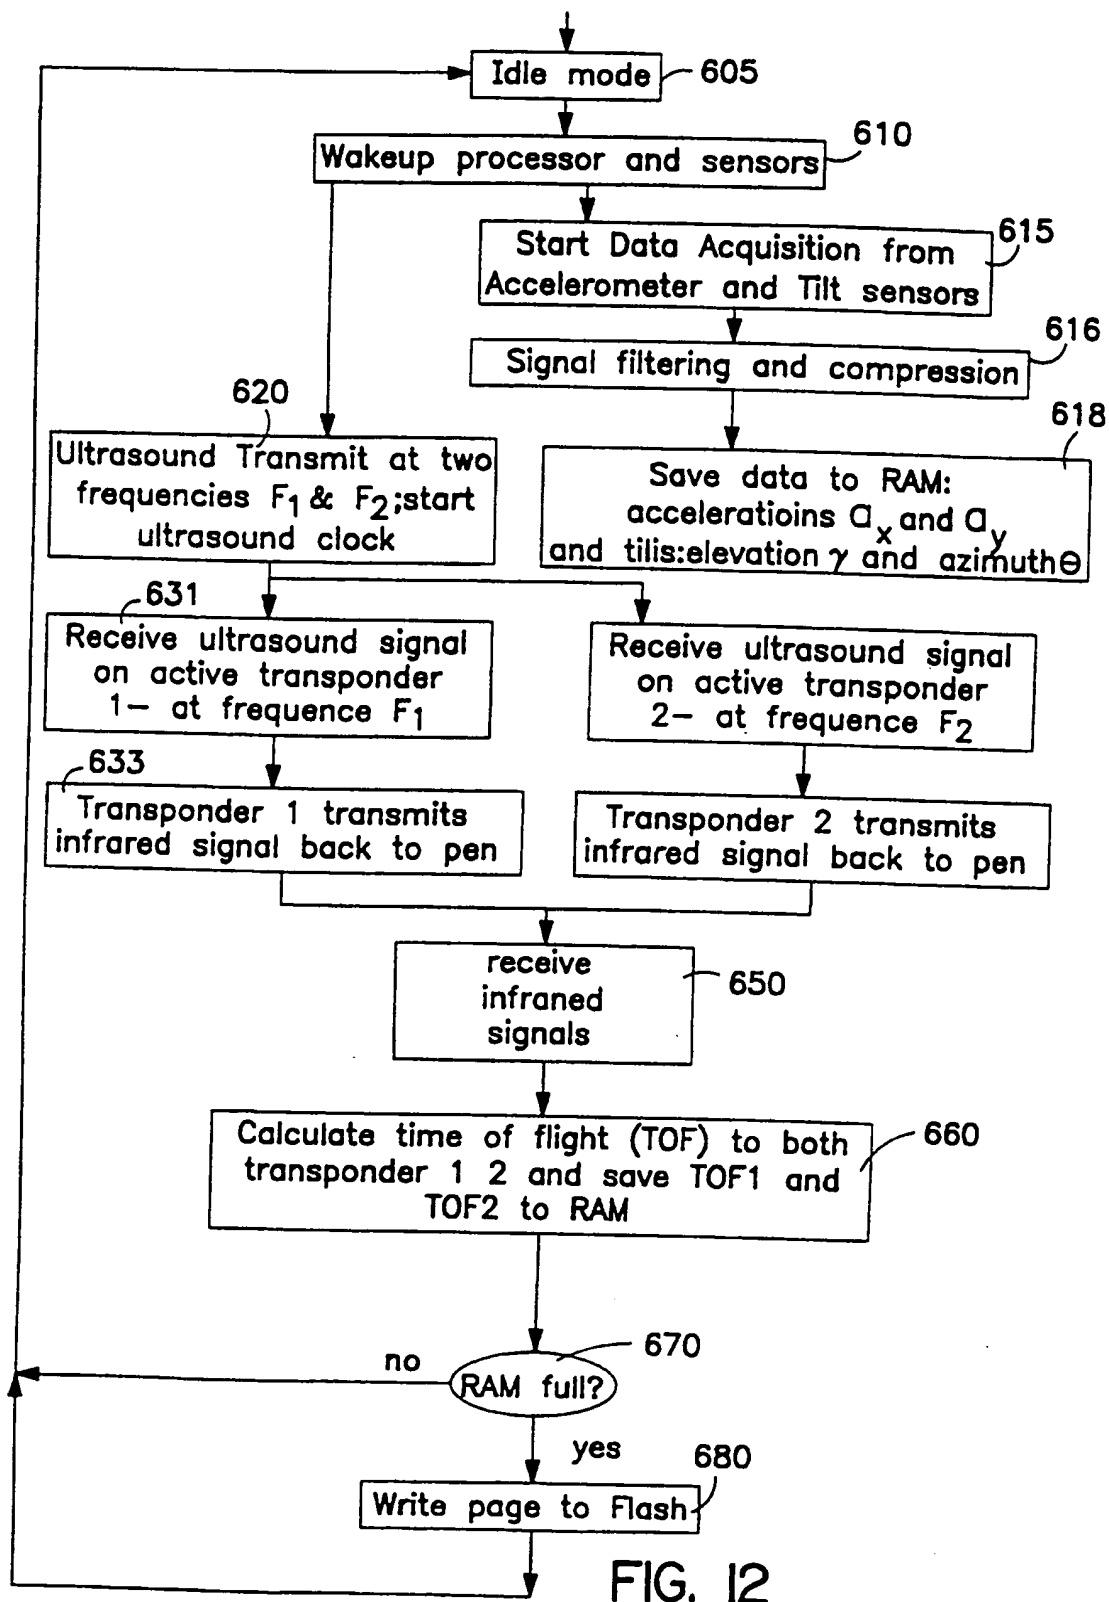 Idle mode
605
Wakeup processor and sensors
610
Start Data Acquisition from
Accelerometer and Tilt sensors
615
Signal filtering and compression
616
620
Ultrasound Transmit at two
frequencies F1 & F2;start
ultrasound clock
618
Save data to RAM:
acceleratioins ax and ay
and tilis:elevation γ and azimuthΘ
631
Receive ultrasound signal
on active transponder
1– at frequence F1
Receive ultrasound signal
on active transponder
2– at frequence F2
633
Transponder 1 transmits
infrared signal back to pen
Transponder 2 transmits
infrared signal back to pen
receive
infraned
signals
650
Calculate time of flight (TOF) to both
transponder 1 2 and save TOF1 and
TOF2 to RAM
660
no
RAM full?
670
yes
Write page to Flash
680
FIG. 12